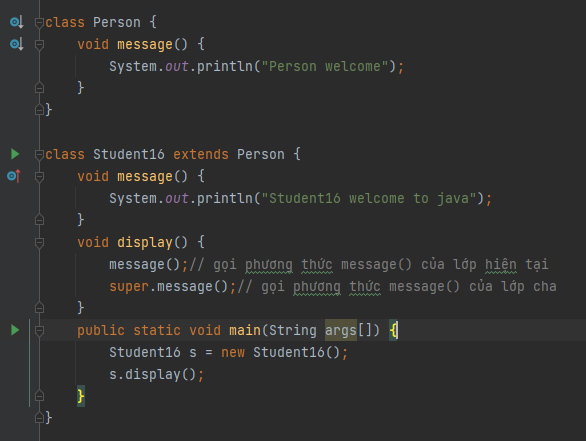 class Person {
    void message() {
        System.out.println("Person welcome");
    }
}

class Student16 extends Person {
    void message() {
        System.out.println("Student16 welcome to java");
    }
    void display() {
        message();// gọi phương thức message() của lớp hiện tại
        super.message();// gọi phương thức message() của lớp cha
    }
    public static void main(String args[]) {
        Student16 s = new Student16();
        s.display();
    }
}